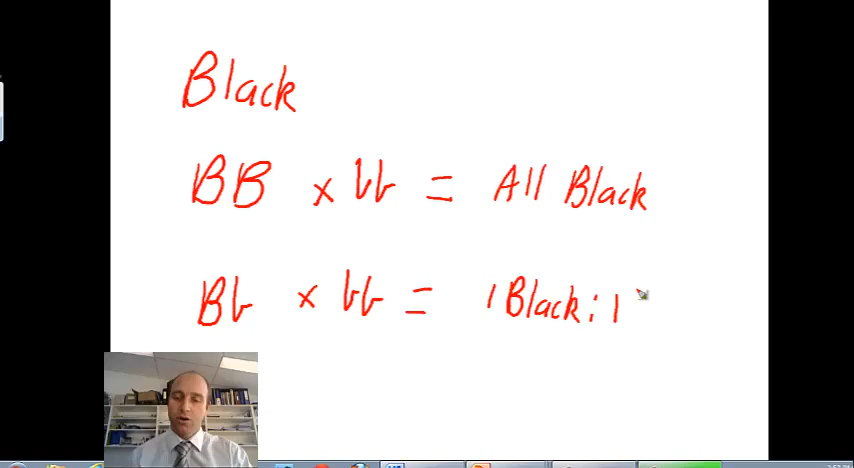 Black
BB x bb = All Black
Bb x bb = 1 Black : 1